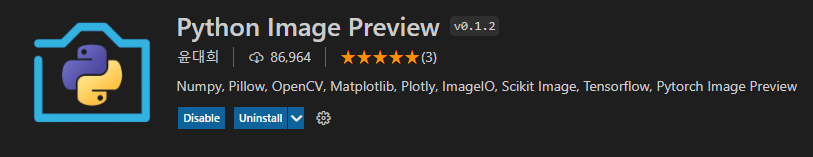 Python Image Preview v0.1.2
윤대희 86,964 (3)
Numpy, Pillow, OpenCV, Matplotlib, Plotly, ImageIO, Scikit Image, Tensorflow, Pytorch Image Preview
Disable Uninstall